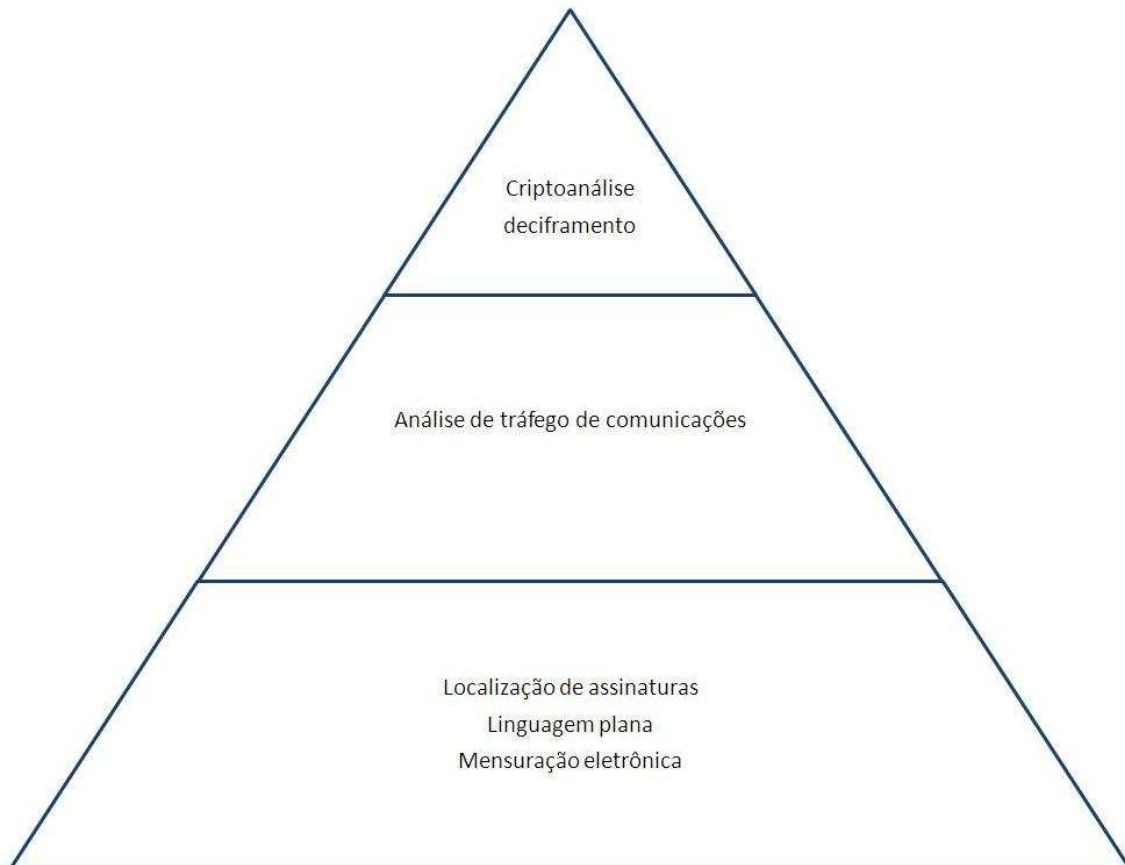 Criptoanálise
deciframento
Análise de tráfego de comunicações
Localização de assinaturas
Linguagem plana
Mensuração eletrônica